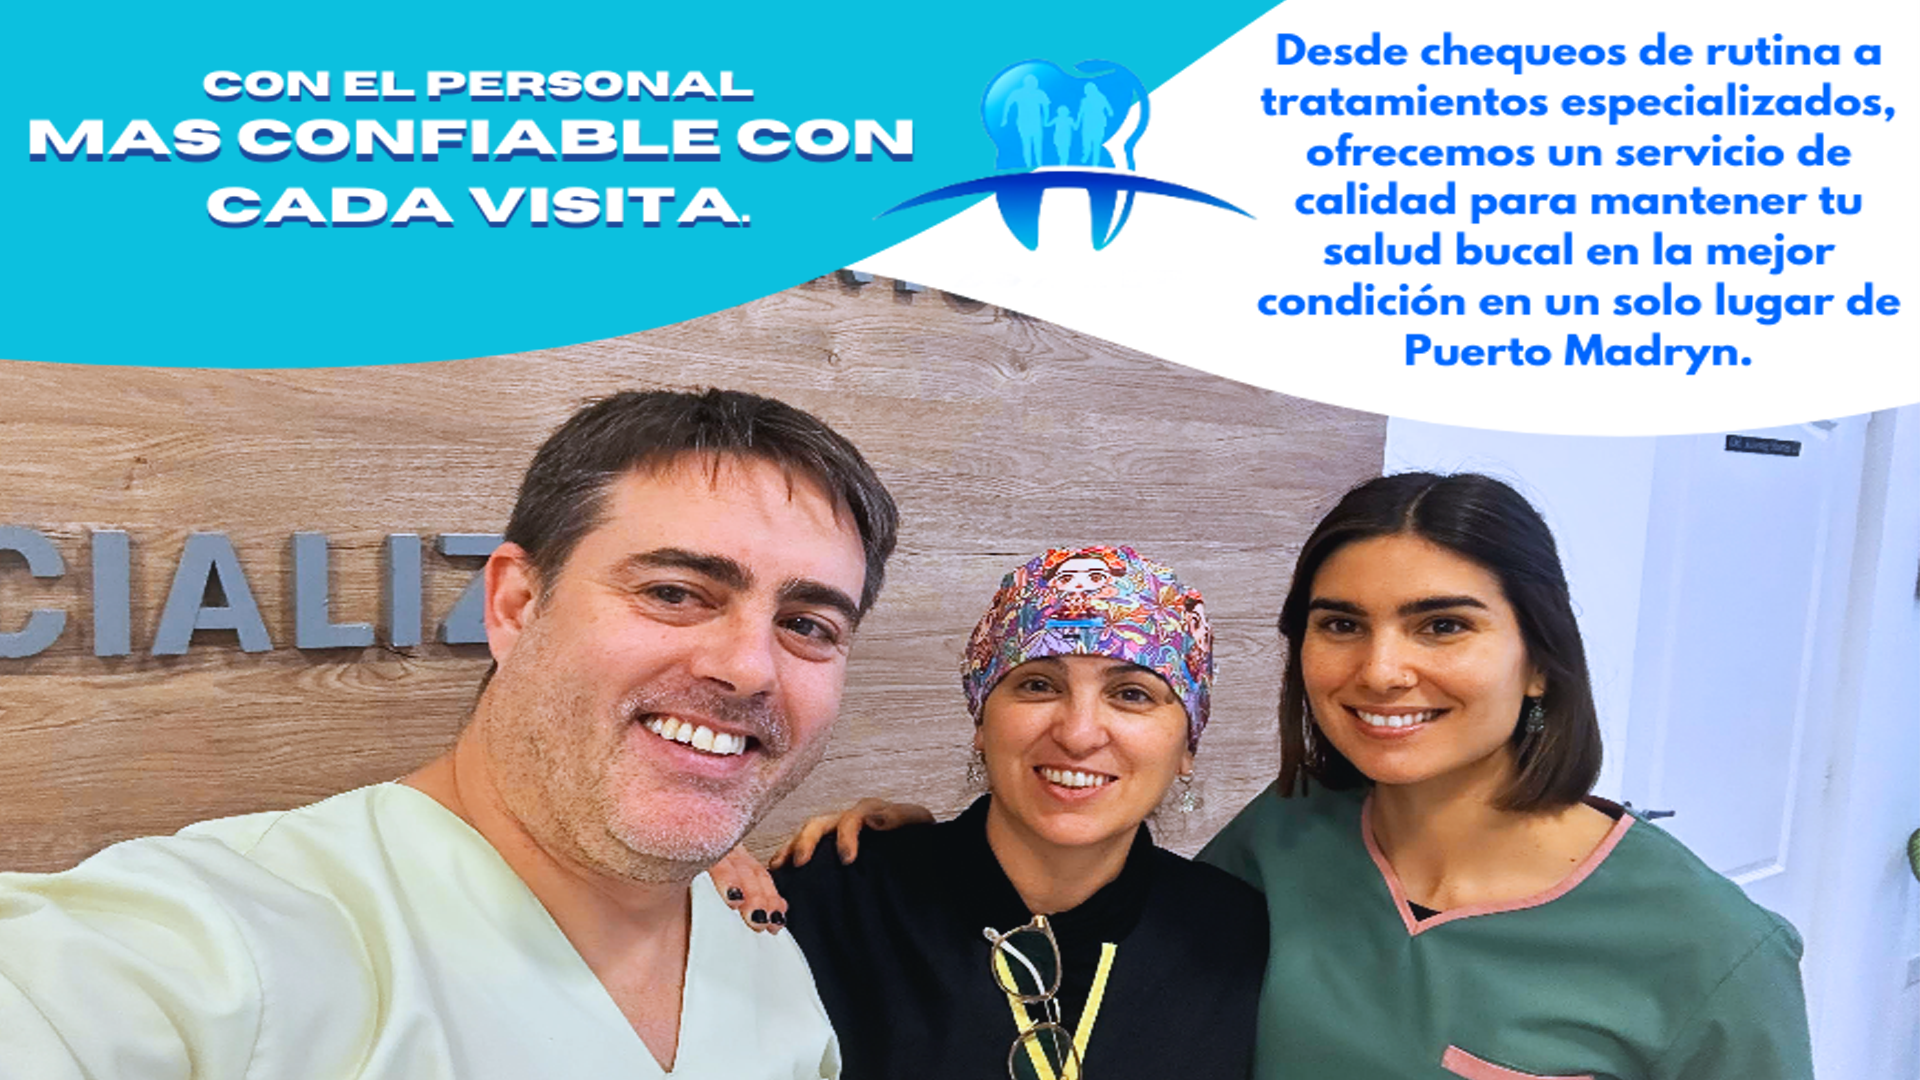 CON EL PERSONAL
MAS CONFIABLE CON
CADA VISITA.
Desde chequeos de rutina a
tratamientos especializados,
ofrecemos un servicio de
calidad para mantener tu
salud bucal en la mejor
condición en un solo lugar de
Puerto Madryn.
CIALIZ